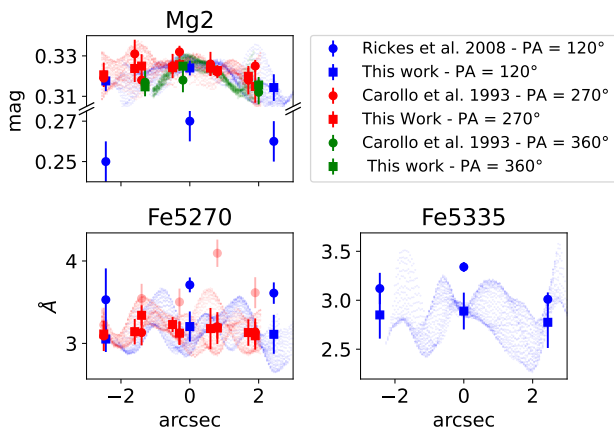 Mg2
0.33
0.31
0.27
0.25
mag
Rickes et al. 2008 - PA = 120°
This work - PA = 120°
Carollo et al. 1993 - PA = 270°
This Work - PA = 270°
Carollo et al. 1993 - PA = 360°
This work - PA = 360°
Fe5270
4
3
Å
−2 0 2
arcsec
Fe5335
3.5
3.0
2.5
−2 0 2
arcsec